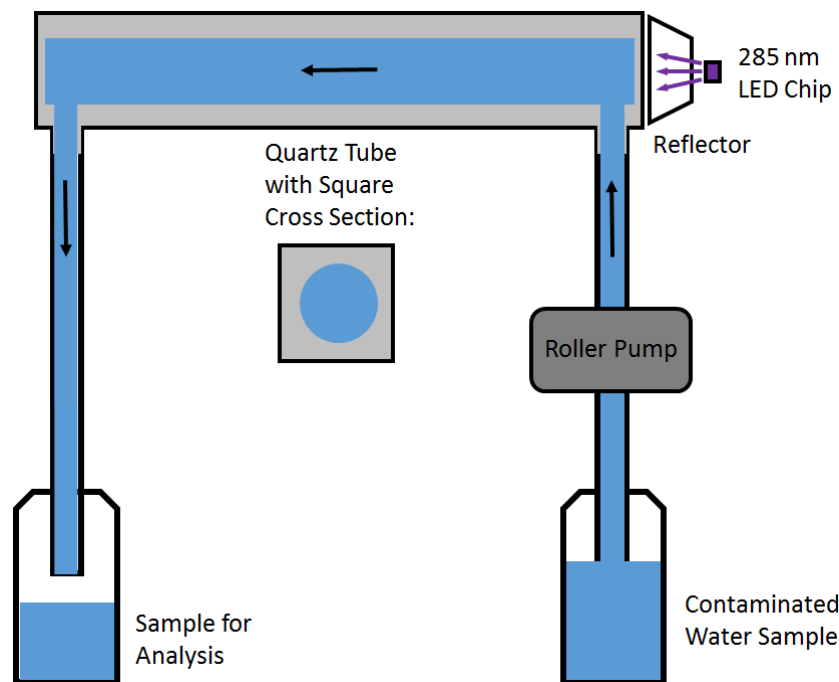 285 nm
LED Chip
Reflector
Quartz Tube
with Square
Cross Section:
Roller Pump
Sample for
Analysis
Contaminated
Water Sample